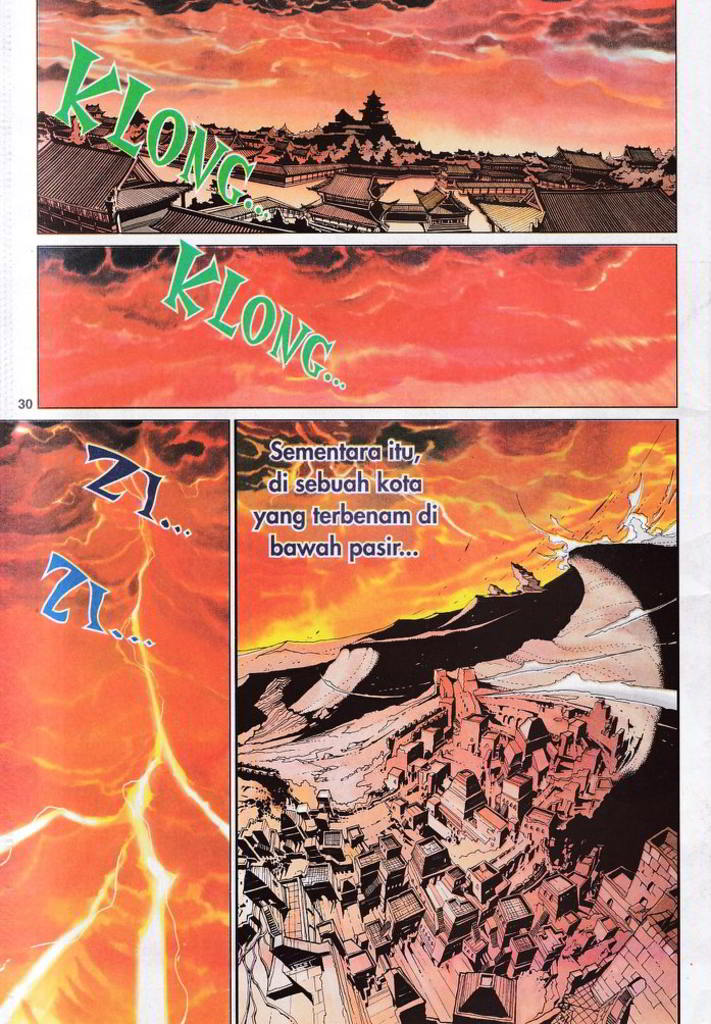 KLONG...
KLONG...
30
ZI...
ZI...
Sementara itu,
di sebuah kota
yang terbenam di
bawah pasir...